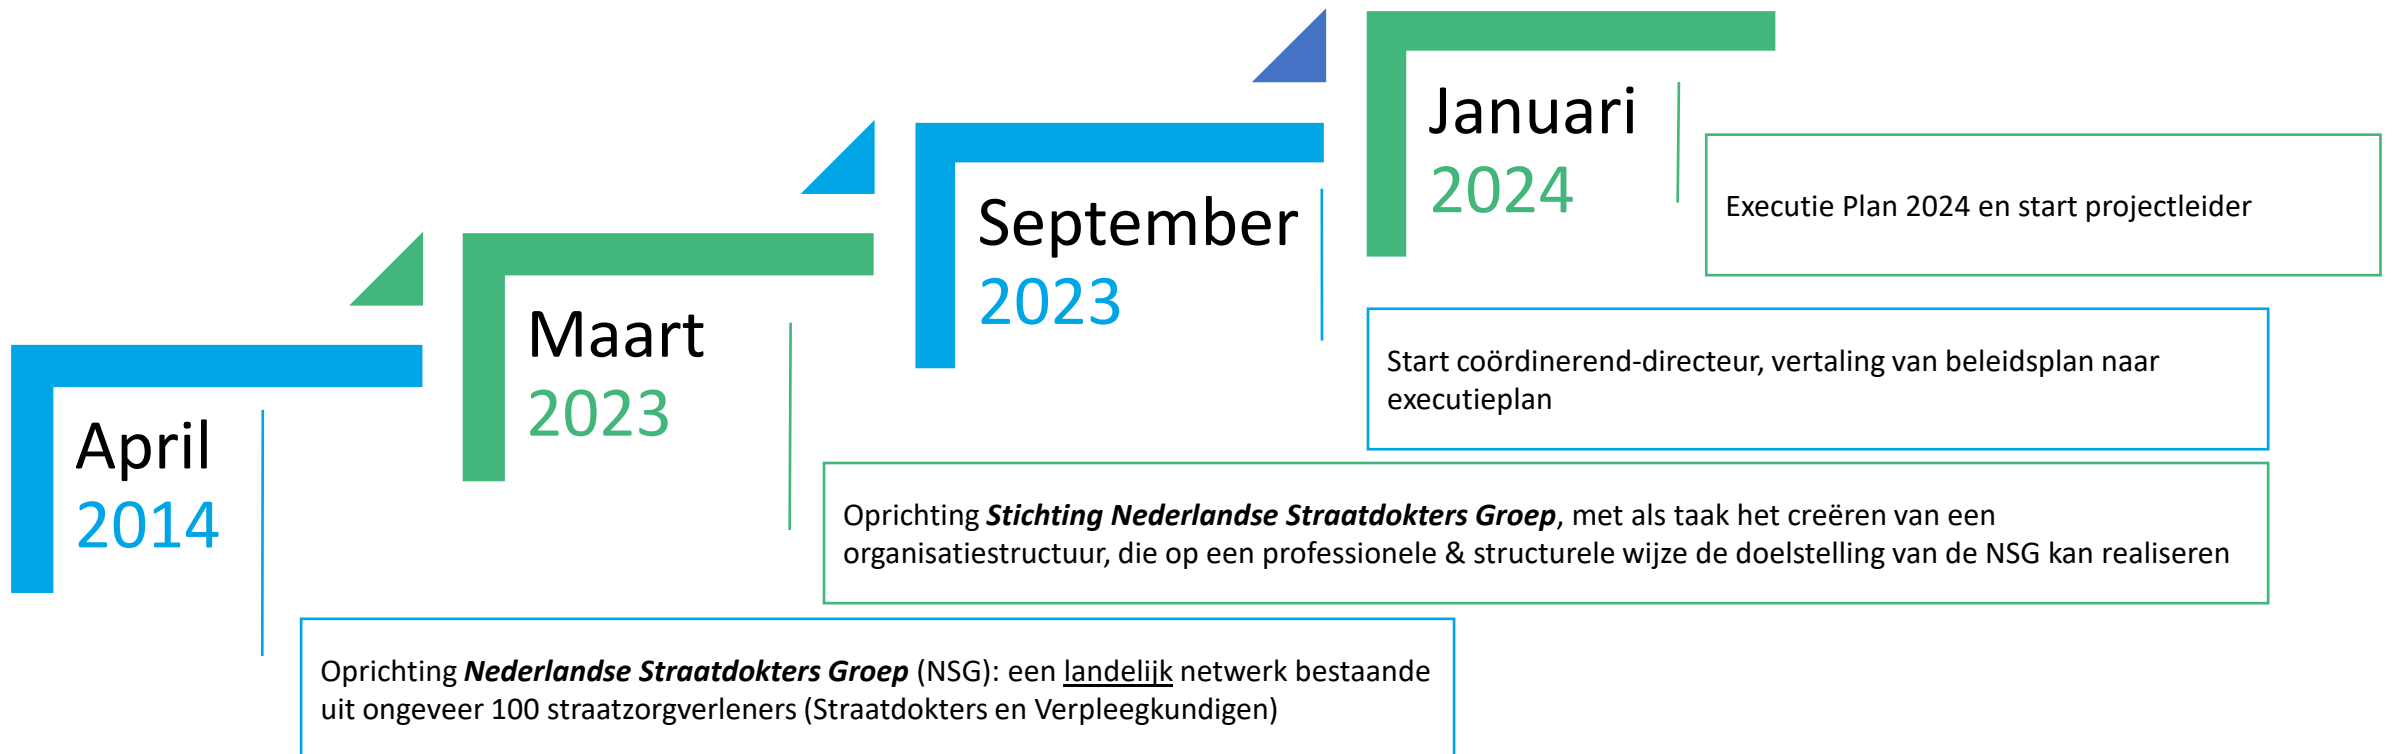 Januari
2024
Executie Plan 2024 en start projectleider
September
2023
Start coördinerend-directeur, vertaling van beleidsplan naar
executieplan
Maart
2023
Oprichting Stichting Nederlandse Straatdokters Groep, met als taak het creëren van een
organisatiestructuur, die op een professionele & structurele wijze de doelstelling van de NSG kan realiseren
April
2014
Oprichting Nederlandse Straatdokters Groep (NSG): een landelijk netwerk bestaande
uit ongeveer 100 straatzorgverleners (Straatdokters en Verpleegkundigen)